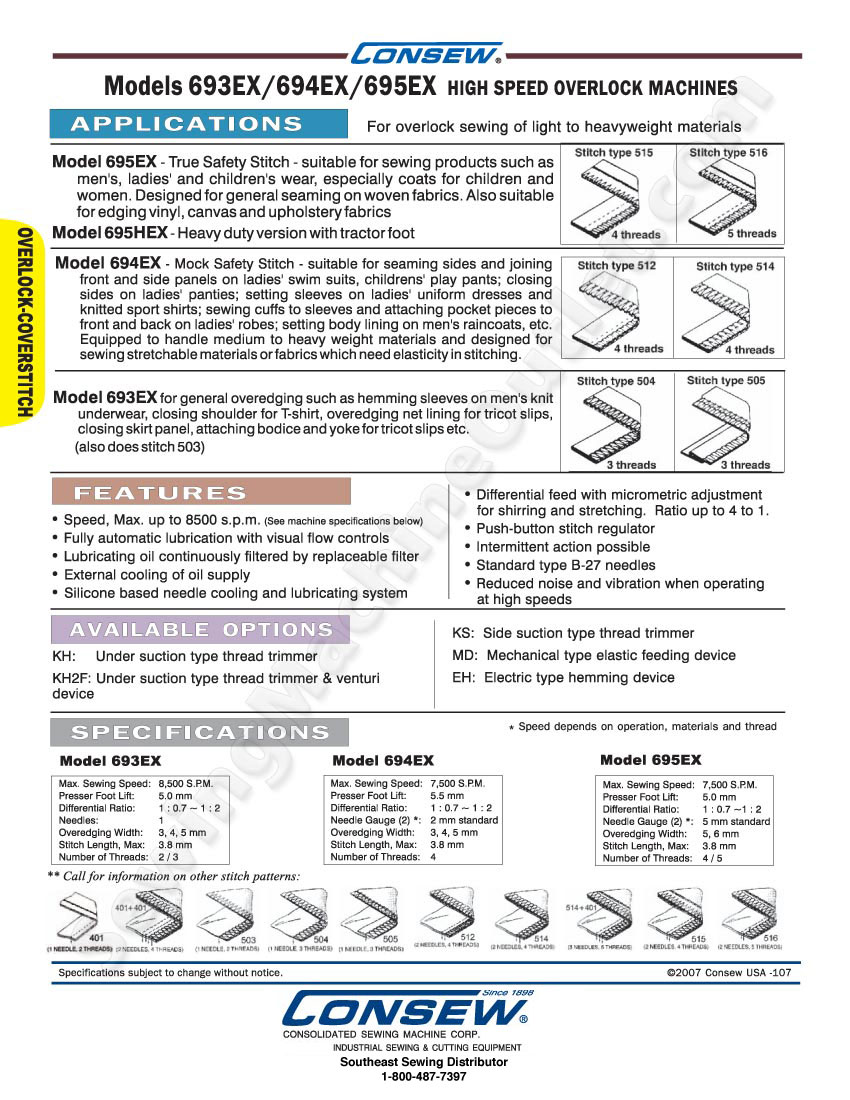 CONSEW®
Models 693EX/694EX/695EX HIGH SPEED OVERLOCK MACHINES
APPLICATIONS
For overlock sewing of light to heavyweight materials
Model 695EX - True Safety Stitch - suitable for sewing products such as
men's, ladies' and children's wear, especially coats for children and
women. Designed for general seaming on woven fabrics. Also suitable
for edging vinyl, canvas and upholstery fabrics
Model 695HEX - Heavy duty version with tractor foot
Stitch type 515
4 threads
Stitch type 516
5 threads
OVERLOCK-COVERSTITCH
Model 694EX - Mock Safety Stitch - suitable for seaming sides and joining
front and side panels on ladies' swim suits, childrens' play pants; closing
sides on ladies' panties; setting sleeves on ladies' uniform dresses and
knitted sport shirts; sewing cuffs to sleeves and attaching pocket pieces to
front and back on ladies' robes; setting body lining on men's raincoats, etc.
Equipped to handle medium to heavy weight materials and designed for
sewing stretchable materials or fabrics which need elasticity in stitching.
Stitch type 512
4 threads
Stitch type 514
4 threads
Model 693EX for general overedging such as hemming sleeves on men's knit
underwear, closing shoulder for T-shirt, overedging net lining for tricot slips,
closing skirt panel, attaching bodice and yoke for tricot slips etc.
(also does stitch 503)
Stitch type 504
3 threads
Stitch type 505
3 threads
FEATURES
• Speed, Max. up to 8500 s.p.m. (See machine specifications below)
• Fully automatic lubrication with visual flow controls
• Lubricating oil continuously filtered by replaceable filter
• External cooling of oil supply
• Silicone based needle cooling and lubricating system
• Differential feed with micrometric adjustment
for shirring and stretching. Ratio up to 4 to 1.
• Push-button stitch regulator
• Intermittent action possible
• Standard type B-27 needles
• Reduced noise and vibration when operating
at high speeds
AVAILABLE OPTIONS
KH: Under suction type thread trimmer
KH2F: Under suction type thread trimmer & venturi
device
KS: Side suction type thread trimmer
MD: Mechanical type elastic feeding device
EH: Electric type hemming device
SPECIFICATIONS
* Speed depends on operation, materials and thread
Model 693EX
Max. Sewing Speed: 8,500 S.P.M.
Presser Foot Lift: 5.0 mm
Differential Ratio: 1 : 0.7 ~ 1 : 2
Needles: 1
Overedging Width: 3, 4, 5 mm
Stitch Length, Max: 3.8 mm
Number of Threads: 2 / 3
Model 694EX
Max. Sewing Speed: 7,500 S.P.M.
Presser Foot Lift: 5.5 mm
Differential Ratio: 1 : 0.7 ~ 1 : 2
Needle Gauge (2) *: 2 mm standard
Overedging Width: 3, 4, 5 mm
Stitch Length, Max: 3.8 mm
Number of Threads: 4
Model 695EX
Max. Sewing Speed: 7,500 S.P.M.
Presser Foot Lift: 5.0 mm
Differential Ratio: 1 : 0.7 ~1 : 2
Needle Gauge (2) *: 5 mm standard
Overedging Width: 5, 6 mm
Stitch Length, Max: 3.8 mm
Number of Threads: 4 / 5
** Call for information on other stitch patterns:
401
(1 NEEDLE, 2 THREADS)
401+401
(2 NEEDLES, 4 THREADS)
503
(1 NEEDLE, 2 THREADS)
504
(1 NEEDLE, 3 THREADS)
505
(1 NEEDLE, 3 THREADS)
512
(2 NEEDLES, 4 THREADS)
514
(2 NEEDLES, 4 THREADS)
514+401
515
(2 NEEDLES, 4 THREADS)
516
(2 NEEDLES, 5 THREADS)
Specifications subject to change without notice.
©2007 Consew USA -107
Since 1898
CONSEW®
CONSOLIDATED SEWING MACHINE CORP.
INDUSTRIAL SEWING & CUTTING EQUIPMENT
Southeast Sewing Distributor
1-800-487-7397
SewingMachineOutlet.com